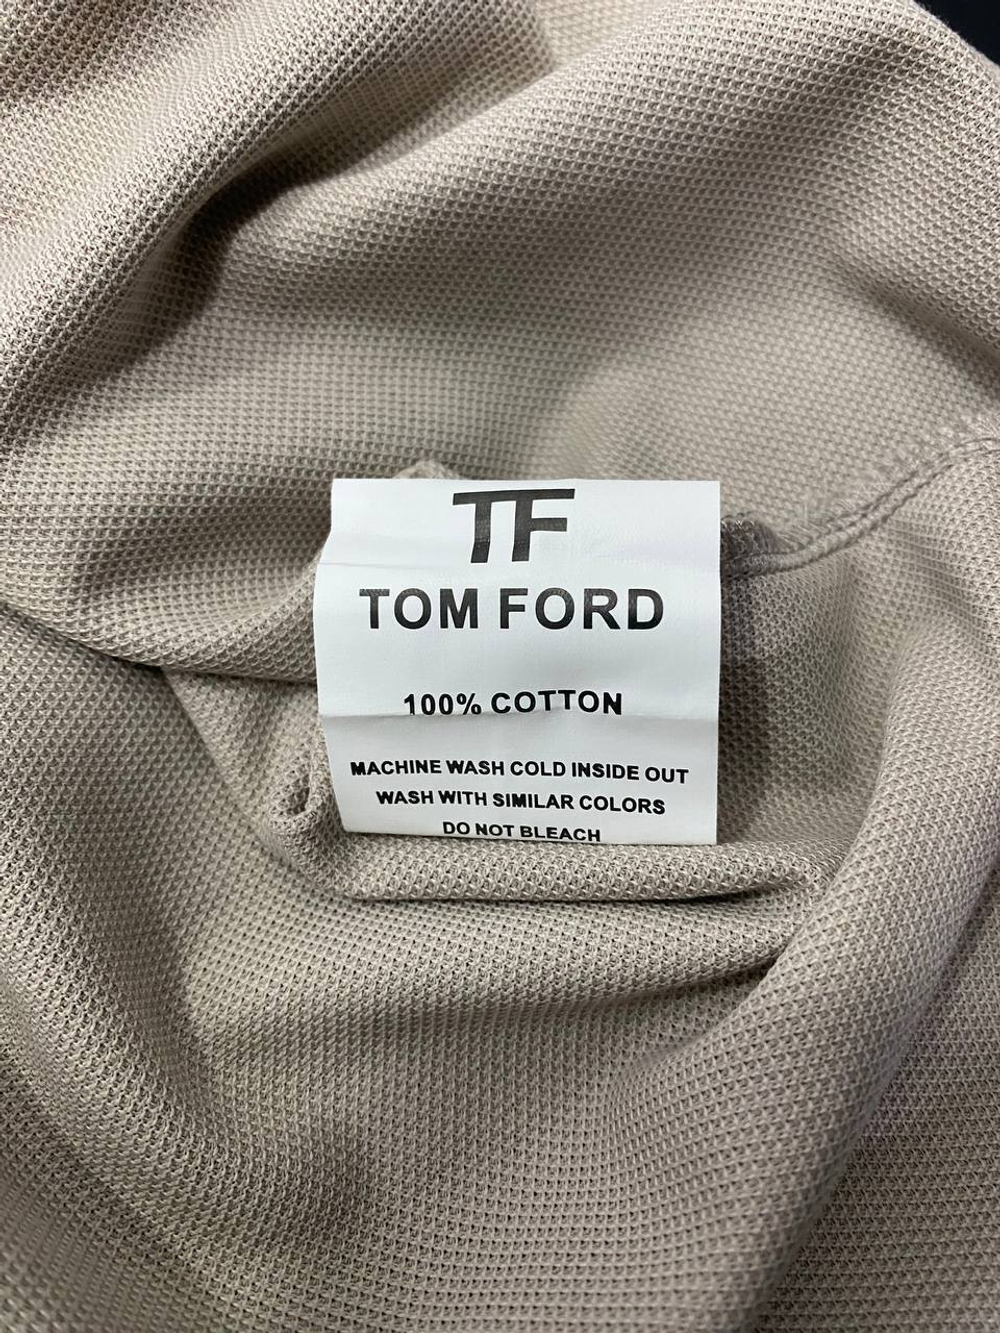 TF
TOM FORD
100% COTTON
MACHINE WASH COLD INSIDE OUT
WASH WITH SIMILAR COLORS
DO NOT BLEACH